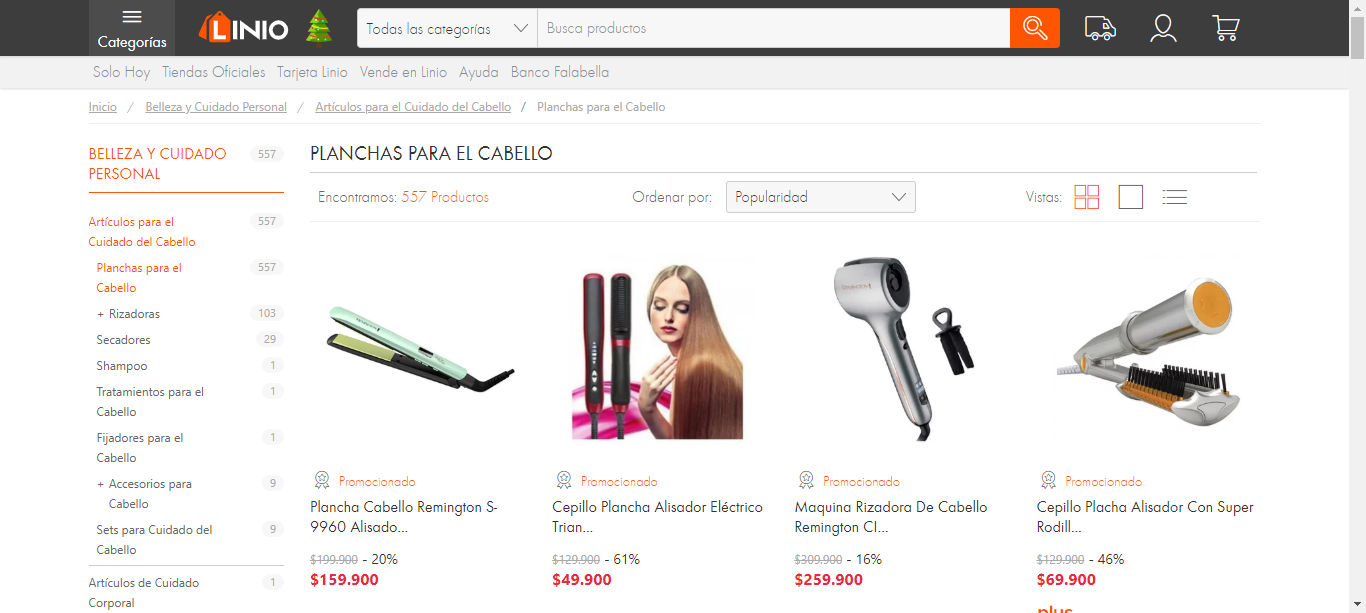 Categorías
LINIO
Todas las categorías
Busca productos
Solo Hoy Tiendas Oficiales Tarjeta Linio Vende en Linio Ayuda Banco Falabella
Inicio / Belleza y Cuidado Personal / Artículos para el Cuidado del Cabello / Planchas para el Cabello
BELLEZA Y CUIDADO 557
PERSONAL
Artículos para el 557
Cuidado del Cabello
Planchas para el 557
Cabello
+ Rizadoras 103
Secadores 29
Shampoo 1
Tratamientos para el 1
Cabello
Fijadores para el 1
Cabello
+ Accesorios para 9
Cabello
Sets para Cuidado del 9
Cabello
Artículos de Cuidado 1
Corporal
PLANCHAS PARA EL CABELLO
Encontramos: 557 Productos
Ordenar por: Popularidad
Vistas:
Promocionado
Plancha Cabello Remington S-
9960 Alisado...
$199.900 - 20%
$159.900
Promocionado
Cepillo Plancha Alisador Eléctrico
Trian...
$129.900 - 61%
$49.900
Promocionado
Maquina Rizadora De Cabello
Remington CI...
$309.900 - 16%
$259.900
Promocionado
Cepillo Placha Alisador Con Super
Rodill...
$129.900 - 46%
$69.900
plus